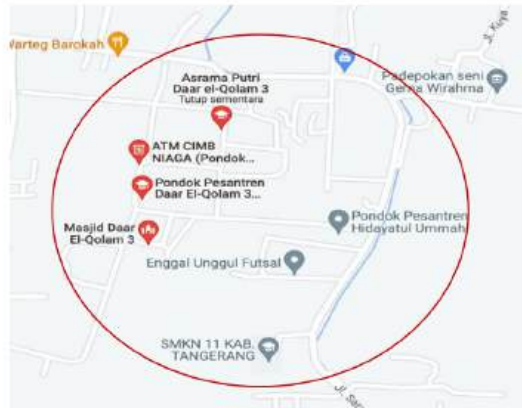 Warteg Barokah
Asrama Putri
Daar el-Qolam 3
Tutup sementara
Padepokan seni
Gema Wirahma
ATM CIMB
NIAGA (Pondok...
Pondok Pesantren
Daar El-Qolam 3...
Masjid Daar
El-Qolam 3
Pondok Pesantren
Hidayatul Ummah
Enggal Unggul Futsal
SMKN 11 KAB.
TANGERANG
Jl.
Jl.